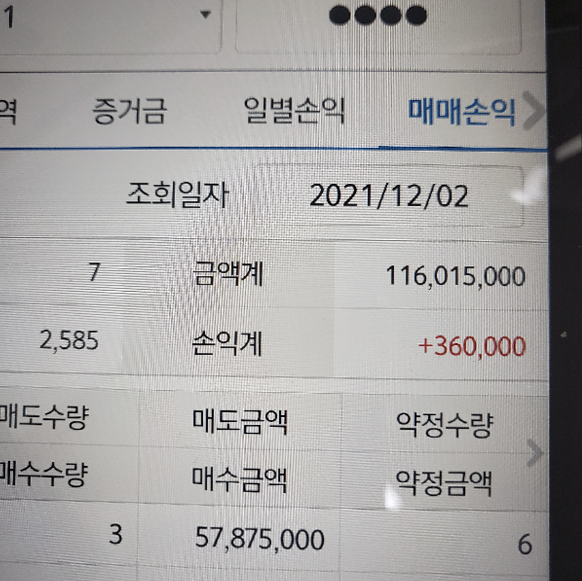 1
역 증거금 일별손익 매매손익
조회일자 2021/12/02
7 금액계 116,015,000
2,585 손익계 +360,000
매도수량 매도금액 약정수량
매수수량 매수금액 약정금액
3 57,875,000 6